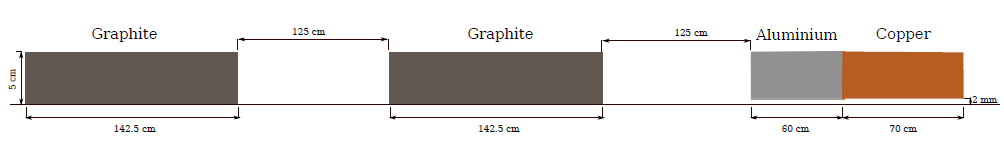 Graphite
125 cm
Graphite
125 cm
Aluminium
Copper
5 cm
2 mm
142.5 cm
142.5 cm
60 cm
70 cm